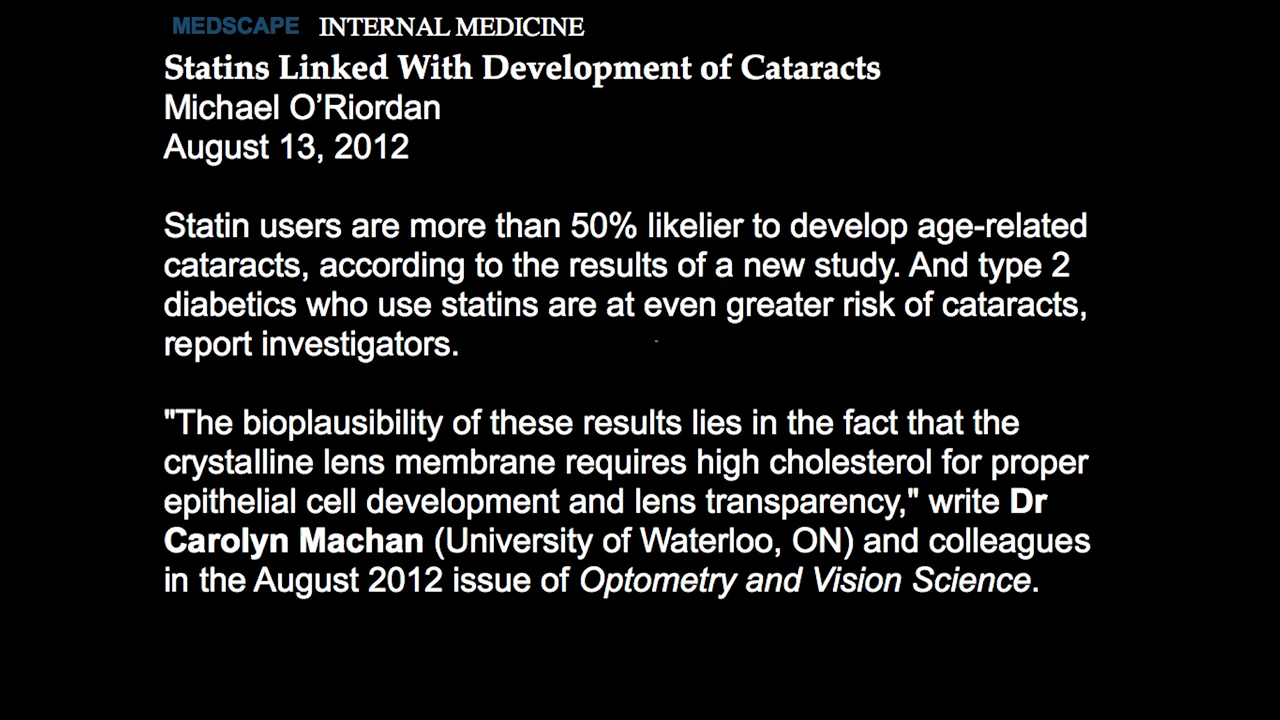 MEDSCAPE INTERNAL MEDICINE
Statins Linked With Development of Cataracts
Michael O’Riordan
August 13, 2012
Statin users are more than 50% likelier to develop age-related
cataracts, according to the results of a new study. And type 2
diabetics who use statins are at even greater risk of cataracts,
report investigators.
"The bioplausibility of these results lies in the fact that the
crystalline lens membrane requires high cholesterol for proper
epithelial cell development and lens transparency," write Dr
Carolyn Machan (University of Waterloo, ON) and colleagues
in the August 2012 issue of Optometry and Vision Science.